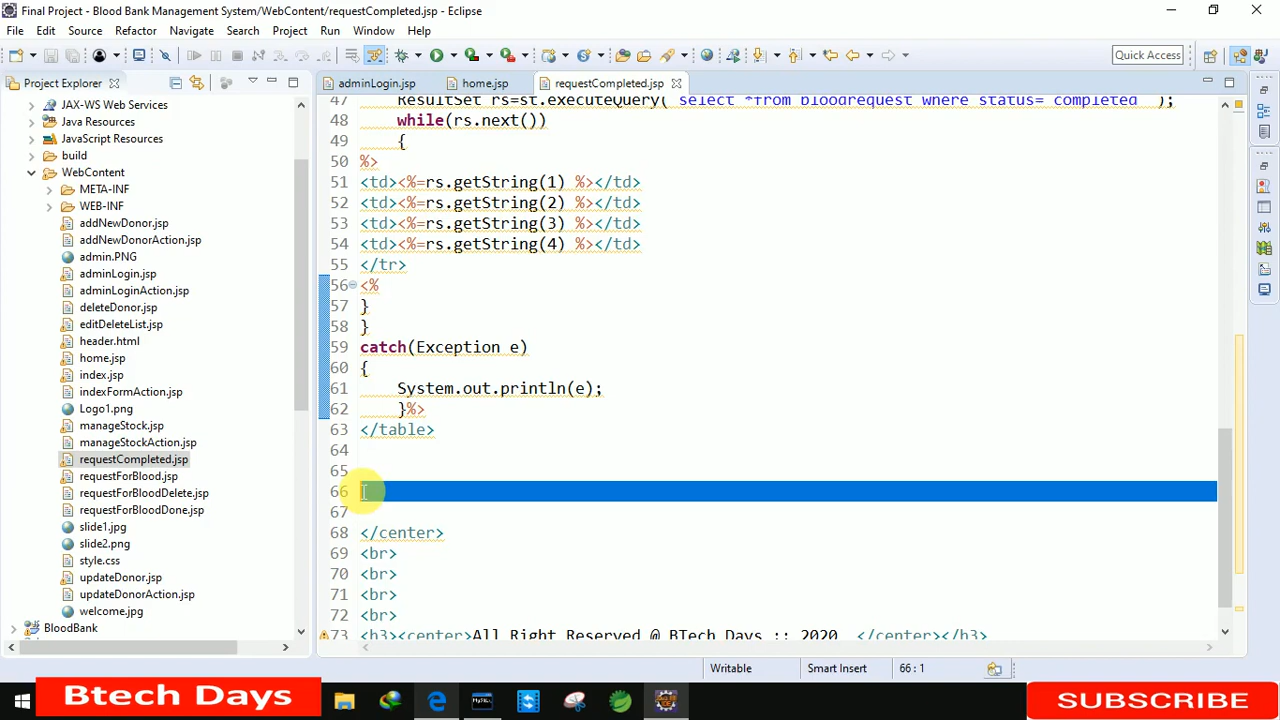 Final Project - Blood Bank Management System/WebContent/requestCompleted.jsp - Eclipse
File Edit Source Refactor Navigate Search Project Run Window Help
Quick Access
Project Explorer
adminLogin.jsp
home.jsp
requestCompleted.jsp
JAX-WS Web Services
Java Resources
JavaScript Resources
build
WebContent
META-INF
WEB-INF
addNewDonor.jsp
addNewDonorAction.jsp
admin.PNG
adminLogin.jsp
adminLoginAction.jsp
deleteDonor.jsp
editDeleteList.jsp
header.html
home.jsp
index.jsp
indexFormAction.jsp
Logo1.png
manageStock.jsp
manageStockAction.jsp
requestCompleted.jsp
requestForBlood.jsp
requestForBloodDelete.jsp
requestForBloodDone.jsp
slide1.jpg
slide2.png
style.css
updateDonor.jsp
updateDonorAction.jsp
welcome.jpg
BloodBank
47 ResultSet rs=st.executeQuery( select *from bloodrequest where status= completed );
48 while(rs.next())
49 {
50 %>
51 <td><%=rs.getString(1) %></td>
52 <td><%=rs.getString(2) %></td>
53 <td><%=rs.getString(3) %></td>
54 <td><%=rs.getString(4) %></td>
55 </tr>
56 <%
57 }
58 }
59 catch(Exception e)
60 {
61 System.out.println(e);
62 }%>
63 </table>
64
65
66
67
68 </center>
69 <br>
70 <br>
71 <br>
72 <br>
73 <h3><center>All Right Reserved @ BTech Days :: 2020 </center></h3>
Writable
Smart Insert
66 : 1
Btech Days
SUBSCRIBE